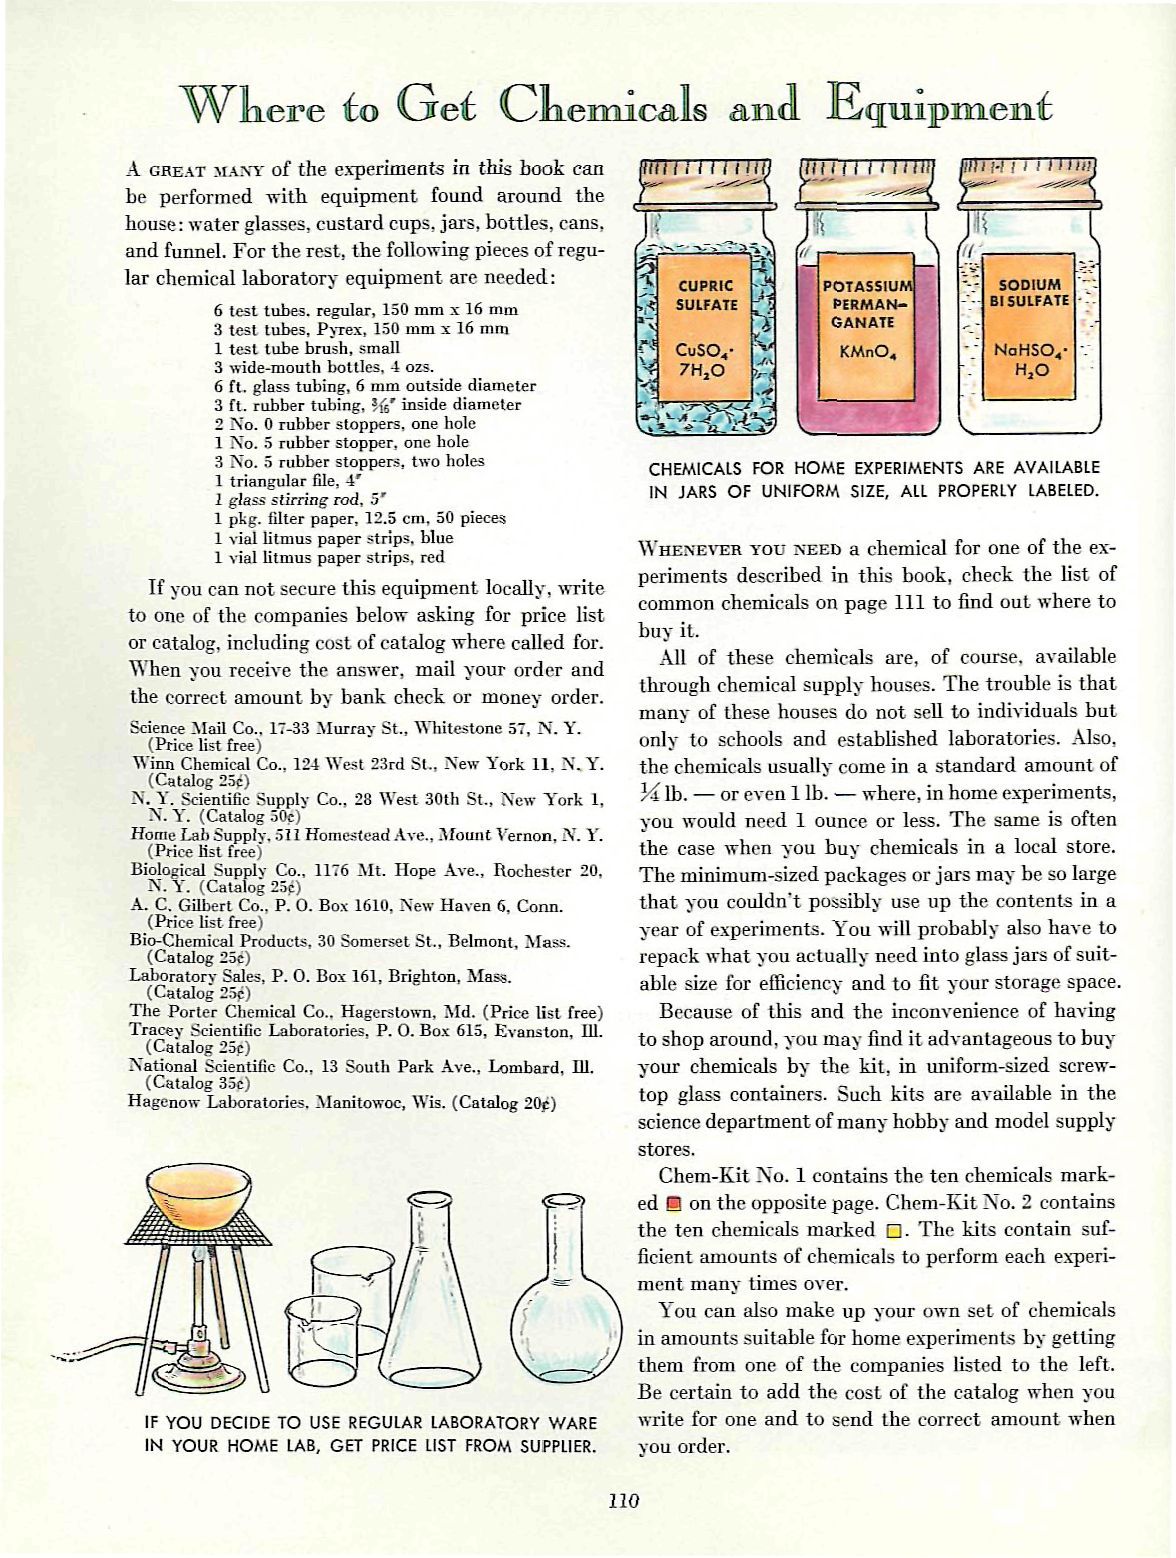 Where to Get Chemicals and Equipment
A GREAT MANY of the experiments in this book can
be performed with equipment found around the
house: water glasses, custard cups, jars, bottles, cans,
and funnel. For the rest, the following pieces of regu-
lar chemical laboratory equipment are needed:
6 test tubes, regular, 150 mm x 16 mm
3 test tubes, Pyrex, 150 mm x 16 mm
1 test tube brush, small
3 wide-mouth bottles, 4 ozs.
6 ft. glass tubing, 6 mm outside diameter
3 ft. rubber tubing, 3/16" inside diameter
2 No. 0 rubber stoppers, one hole
1 No. 5 rubber stopper, one hole
3 No. 5 rubber stoppers, two holes
1 triangular file, 4"
1 glass stirring rod, 5"
1 pkg. filter paper, 12.5 cm, 50 pieces
1 vial litmus paper strips, blue
1 vial litmus paper strips, red
If you can not secure this equipment locally, write
to one of the companies below asking for price list
or catalog, including cost of catalog where called for.
When you receive the answer, mail your order and
the correct amount by bank check or money order.
Science Mail Co., 17-33 Murray St., Whitestone 57, N. Y.
(Price list free)
Winn Chemical Co., 124 West 23rd St., New York 11, N. Y.
(Catalog 25¢)
N. Y. Scientific Supply Co., 28 West 30th St., New York 1,
N. Y. (Catalog 50¢)
Home Lab Supply, 511 Homestead Ave., Mount Vernon, N. Y.
(Price list free)
Biological Supply Co., 1176 Mt. Hope Ave., Rochester 20,
N. Y. (Catalog 25¢)
A. C. Gilbert Co., P. O. Box 1610, New Haven 6, Conn.
(Price list free)
Bio-Chemical Products, 30 Somerset St., Belmont, Mass.
(Catalog 25¢)
Laboratory Sales, P. O. Box 161, Brighton, Mass.
(Catalog 25¢)
The Porter Chemical Co., Hagerstown, Md. (Price list free)
Tracey Scientific Laboratories, P. O. Box 615, Evanston, Ill.
(Catalog 25¢)
National Scientific Co., 13 South Park Ave., Lombard, Ill.
(Catalog 35¢)
Hagenow Laboratories, Manitowoc, Wis. (Catalog 20¢)
IF YOU DECIDE TO USE REGULAR LABORATORY WARE
IN YOUR HOME LAB, GET PRICE LIST FROM SUPPLIER.
CUPRIC
SULFATE
CuSO₄·
7H₂O
POTASSIUM
PERMAN-
GANATE
KMnO₄
SODIUM
BISULFATE
NaHSO₄·
H₂O
CHEMICALS FOR HOME EXPERIMENTS ARE AVAILABLE
IN JARS OF UNIFORM SIZE, ALL PROPERLY LABELED.
WHENEVER YOU NEED a chemical for one of the ex-
periments described in this book, check the list of
common chemicals on page 111 to find out where to
buy it.
All of these chemicals are, of course, available
through chemical supply houses. The trouble is that
many of these houses do not sell to individuals but
only to schools and established laboratories. Also,
the chemicals usually come in a standard amount of
¼ lb. — or even 1 lb. — where, in home experiments,
you would need 1 ounce or less. The same is often
the case when you buy chemicals in a local store.
The minimum-sized packages or jars may be so large
that you couldn't possibly use up the contents in a
year of experiments. You will probably also have to
repack what you actually need into glass jars of suit-
able size for efficiency and to fit your storage space.
Because of this and the inconvenience of having
to shop around, you may find it advantageous to buy
your chemicals by the kit, in uniform-sized screw-
top glass containers. Such kits are available in the
science department of many hobby and model supply
stores.
Chem-Kit No. 1 contains the ten chemicals mark-
ed on the opposite page. Chem-Kit No. 2 contains
the ten chemicals marked . The kits contain suf-
ficient amounts of chemicals to perform each experi-
ment many times over.
You can also make up your own set of chemicals
in amounts suitable for home experiments by getting
them from one of the companies listed to the left.
Be certain to add the cost of the catalog when you
write for one and to send the correct amount when
you order.
110